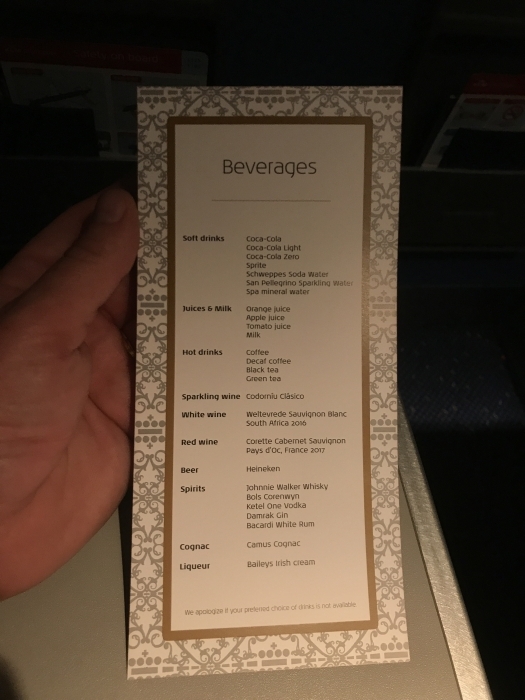 Beverages
Soft drinks Coca-Cola
Coca-Cola Light
Coca-Cola Zero
Sprite
Schweppes Soda Water
San Pellegrino Sparkling Water
Spa mineral water
Juices & Milk Orange juice
Apple juice
Tomato juice
Milk
Hot drinks Coffee
Decaf coffee
Black tea
Green tea
Sparkling wine Codorníu Clásico
White wine Weltevrede Sauvignon Blanc
South Africa 2016
Red wine Corette Cabernet Sauvignon
Pays d'Oc, France 2017
Beer Heineken
Spirits Johnnie Walker Whisky
Bols Corenwyn
Ketel One Vodka
Damrak Gin
Bacardi White Rum
Cognac Camus Cognac
Liqueur Baileys Irish cream
We apologize if your preferred choice of drinks is not available